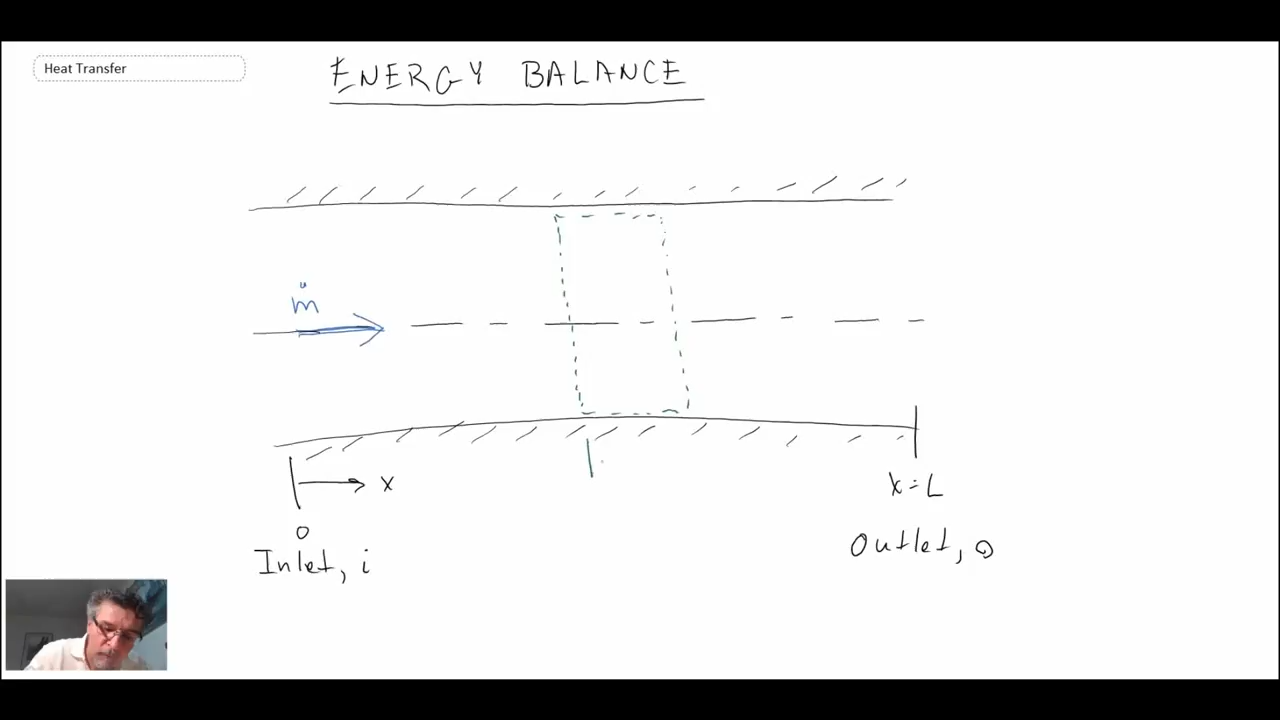 Heat Transfer
ENERGY BALANCE
ṁ
x
x=L
0
Outlet, o
Inlet, i